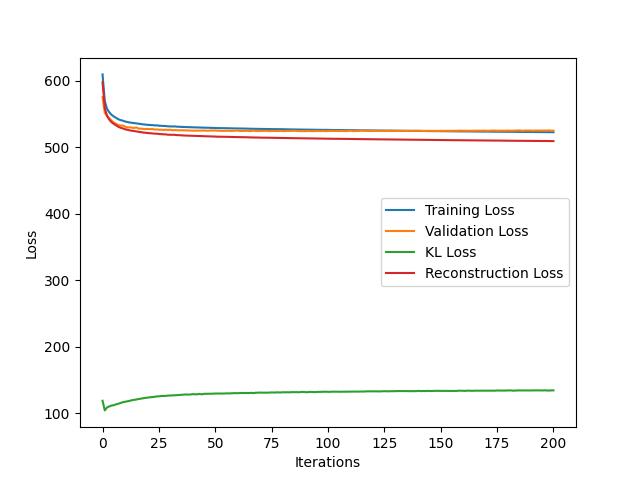 600
500
400
300
200
100
Loss
Training Loss
Validation Loss
KL Loss
Reconstruction Loss
0 25 50 75 100 125 150 175 200
Iterations